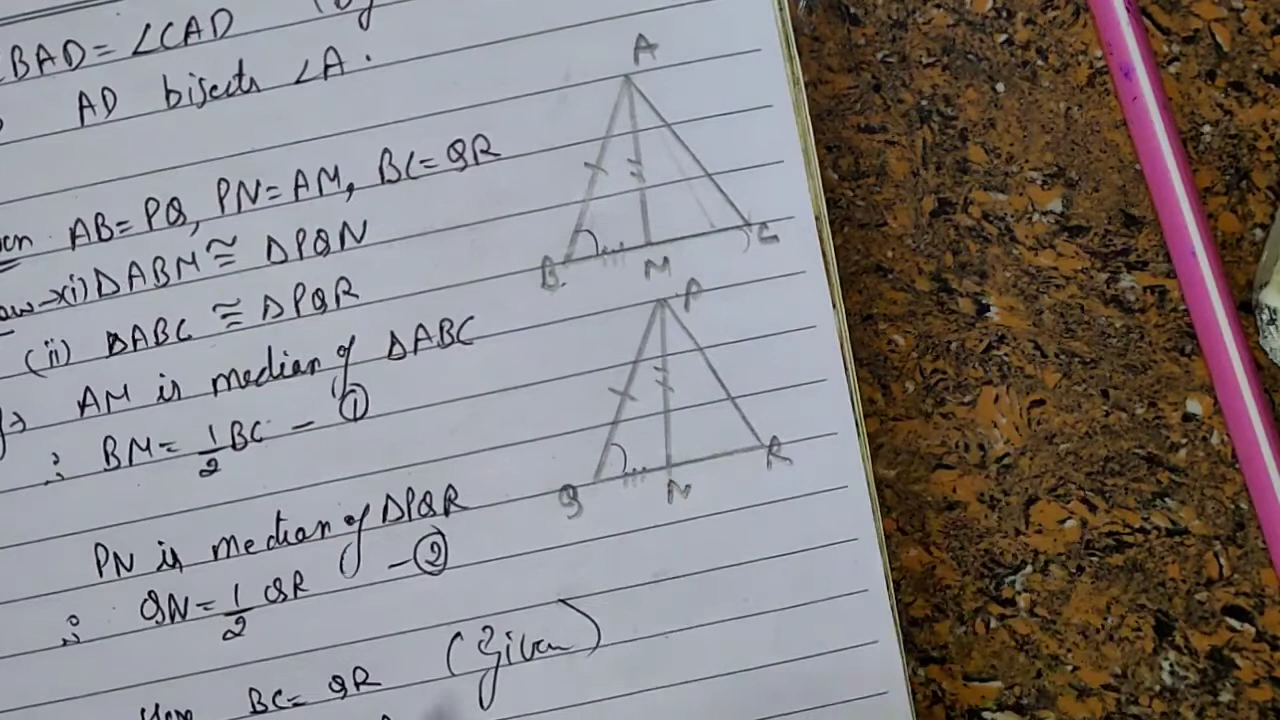 ∠BAD = ∠CAD
AD bisects ∠A.
AB = PQ, PN = AM, BC = QR
(i) ΔABM ≅ ΔPQN
(ii) ΔABC ≅ ΔPQR
AM is median of ΔABC
∴ BM = 1/2 BC - ①
PN is median of ΔPQR
∴ QN = 1/2 QR - ②
BC = QR (Given)
A
B M C
P
Q N R